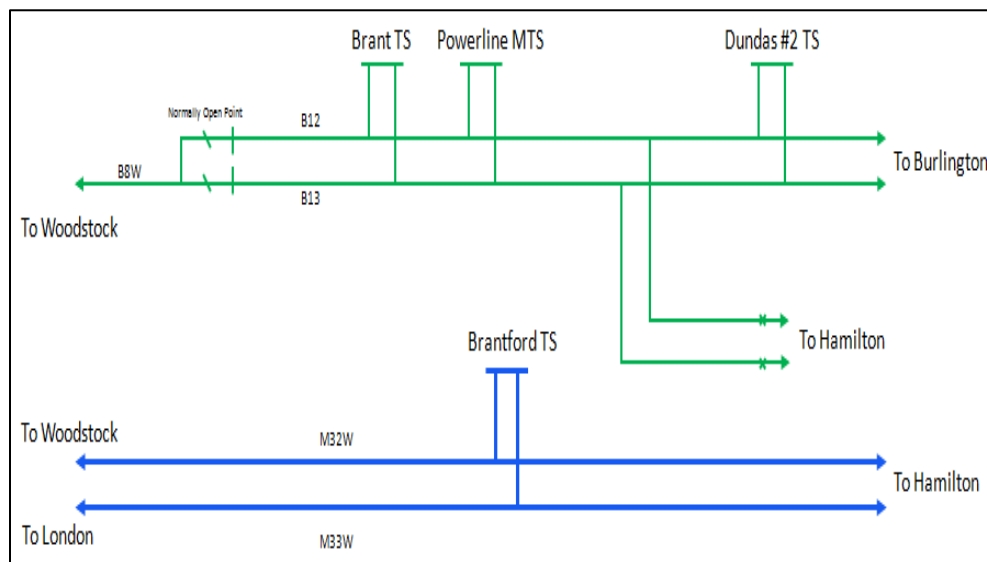 Brant TS
Powerline MTS
Dundas #2 TS
Normally Open Point
B12
To Burlington
B8W
B13
To Woodstock
To Hamilton
Brantford TS
To Woodstock
M32W
To Hamilton
To London
M33W